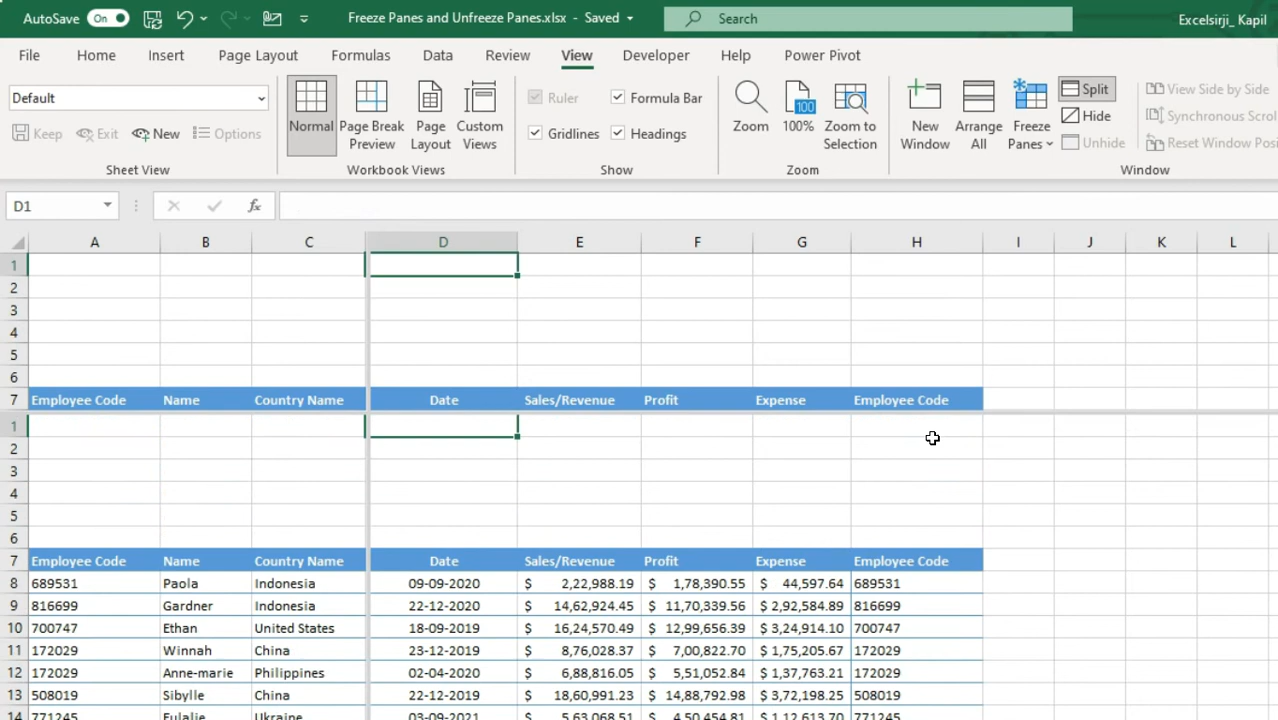 AutoSave On Freeze Panes and Unfreeze Panes.xlsx - Saved Search Excelsirji_ Kapil
File Home Insert Page Layout Formulas Data Review View Developer Help Power Pivot
Default
Keep Exit New Options
Sheet View
Normal Page Break Preview Page Layout Custom Views
Workbook Views
Ruler Formula Bar
Gridlines Headings
Show
Zoom 100 100% Zoom to Selection
Zoom
New Window Arrange All Freeze Panes
Split
Hide
Unhide
View Side by Side
Synchronous Scrol
Reset Window Posi
Window
D1 fx
A B C D E F G H I J K L
1
2
3
4
5
6
7 Employee Code Name Country Name Date Sales/Revenue Profit Expense Employee Code
1
2
3
4
5
6
7 Employee Code Name Country Name Date Sales/Revenue Profit Expense Employee Code
8 689531 Paola Indonesia 09-09-2020 $ 2,22,988.19 $ 1,78,390.55 $ 44,597.64 689531
9 816699 Gardner Indonesia 22-12-2020 $ 14,62,924.45 $ 11,70,339.56 $ 2,92,584.89 816699
10 700747 Ethan United States 18-09-2019 $ 16,24,570.49 $ 12,99,656.39 $ 3,24,914.10 700747
11 172029 Winnah China 23-12-2019 $ 8,76,028.37 $ 7,00,822.70 $ 1,75,205.67 172029
12 172029 Anne-marie Philippines 02-04-2020 $ 6,88,816.05 $ 5,51,052.84 $ 1,37,763.21 172029
13 508019 Sibylle China 22-12-2019 $ 18,60,991.23 $ 14,88,792.98 $ 3,72,198.25 508019
14 771245 Eulalie Ukraine 03-09-2021 $ 5,63,068.51 $ 4,50,454.81 $ 1,12,613.70 771245